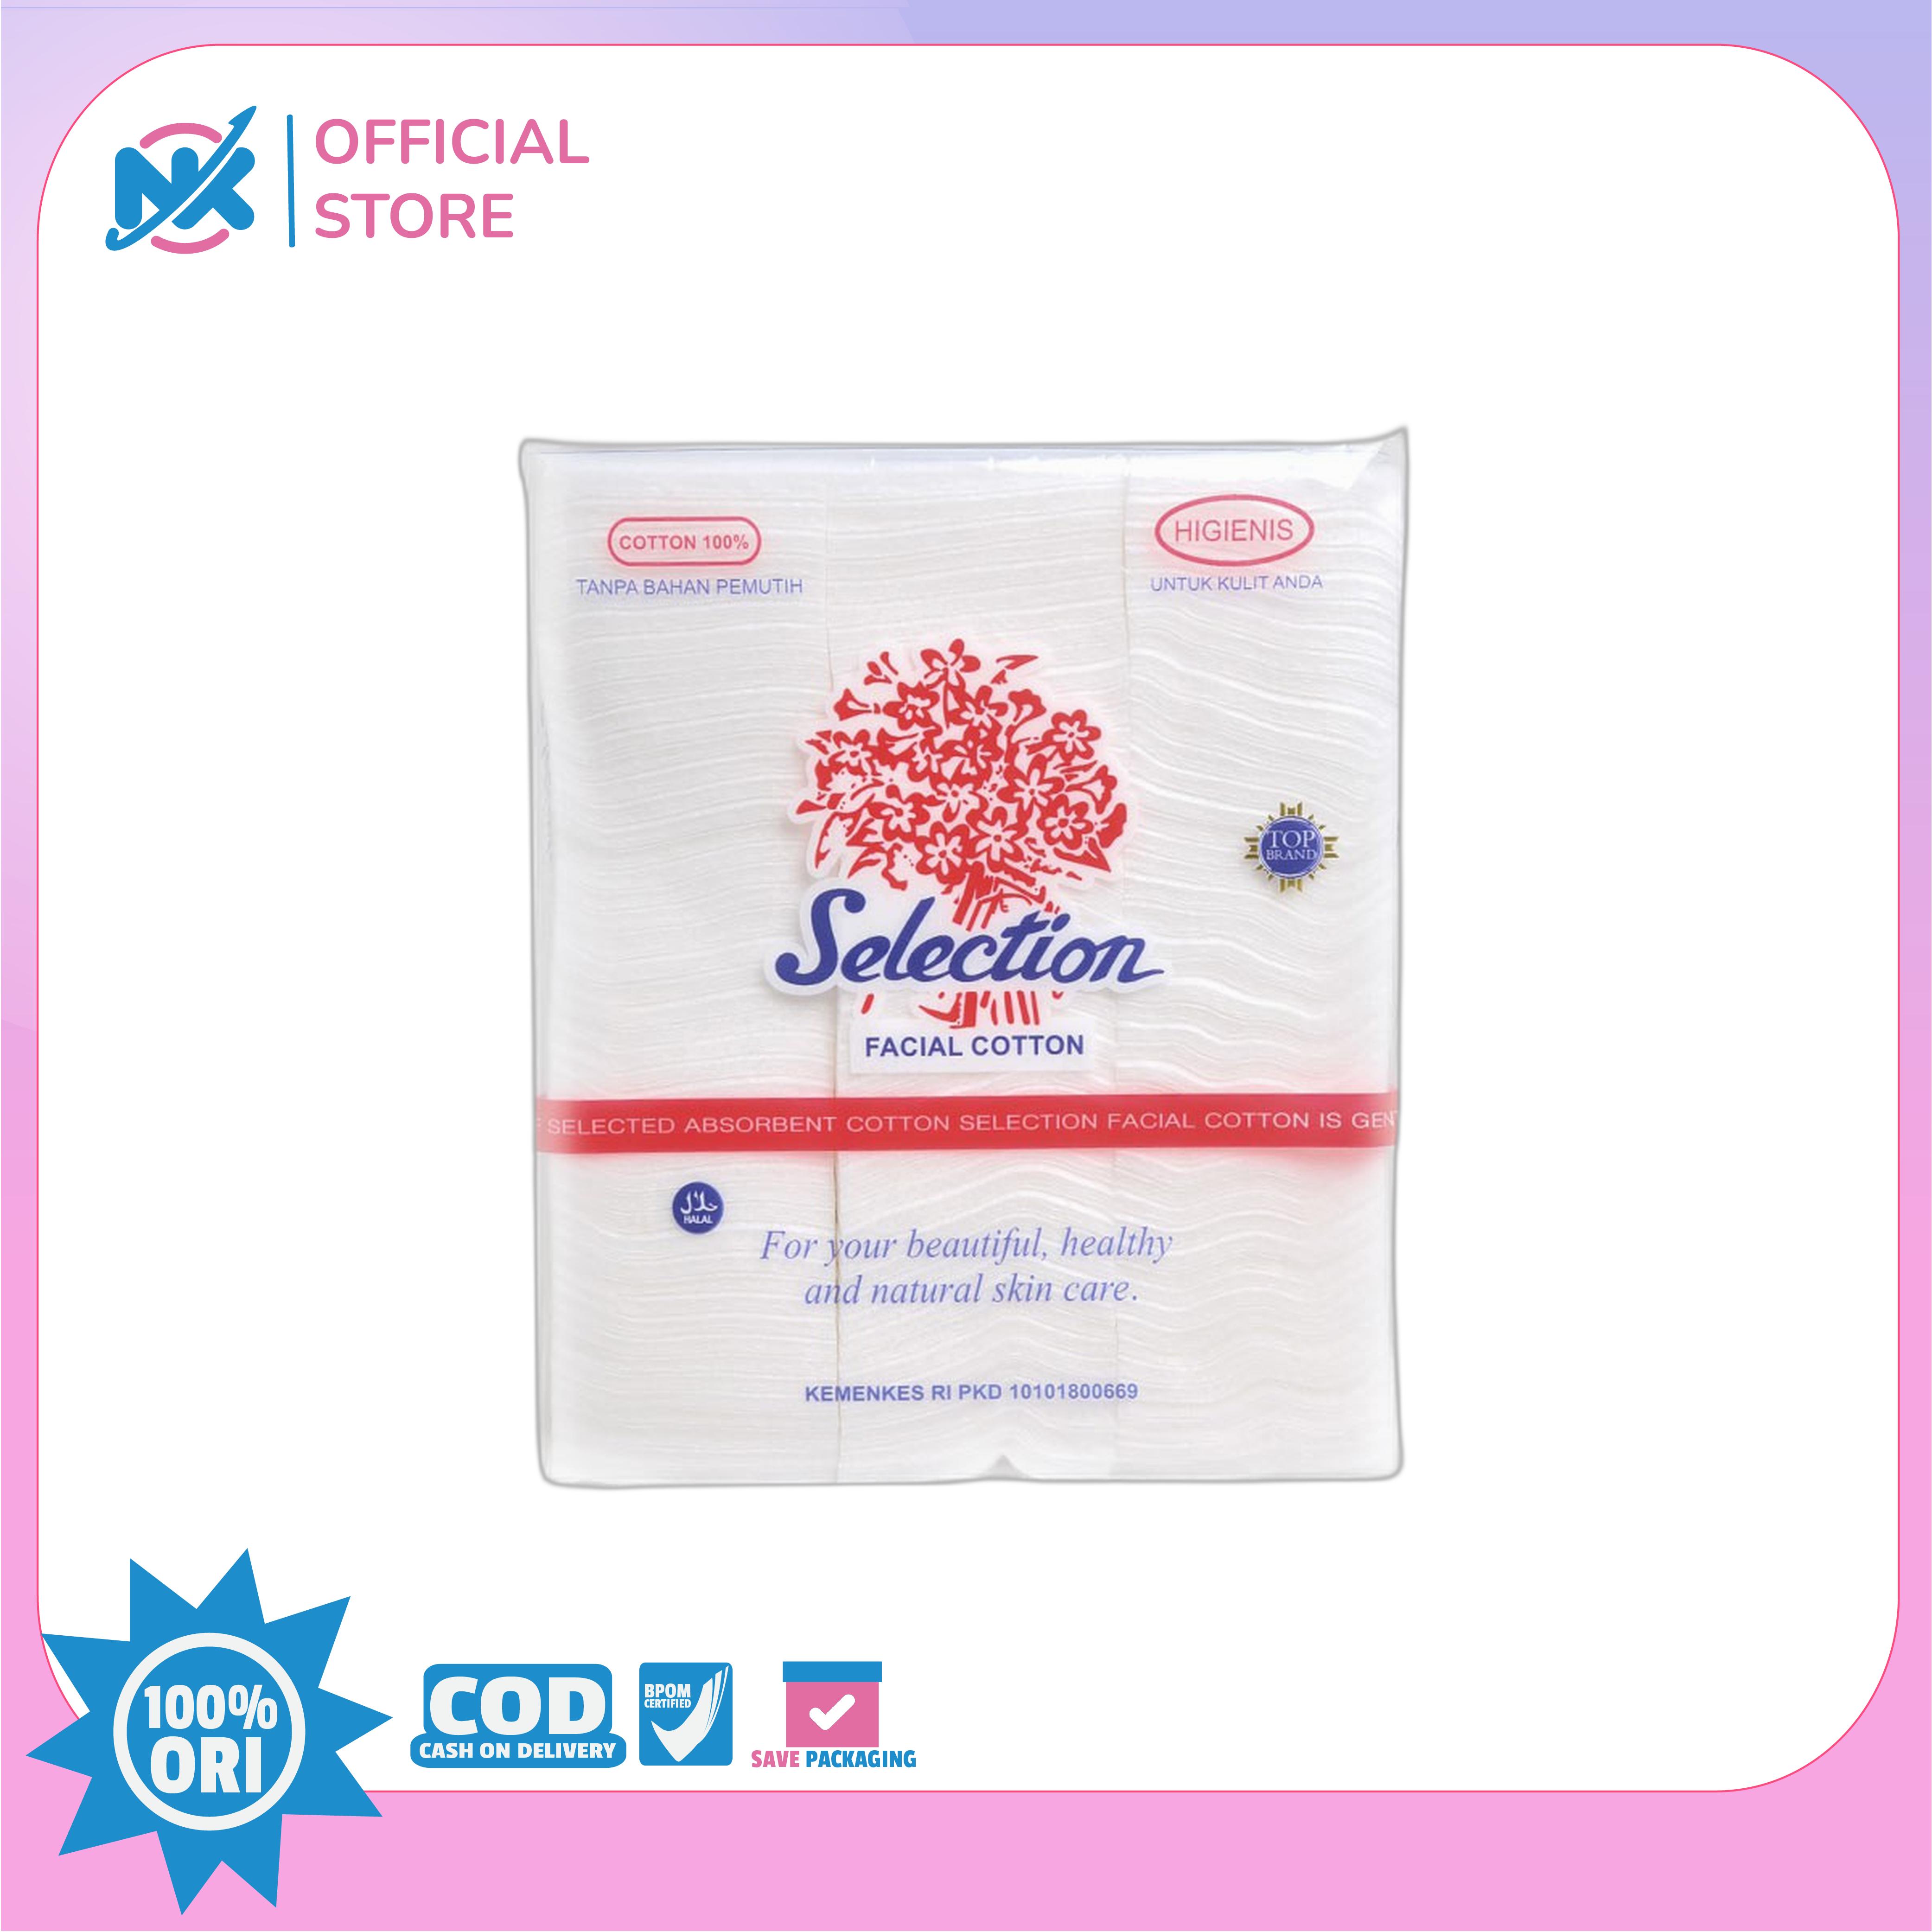 NK
OFFICIAL
STORE
COTTON 100%
TANPA BAHAN PEMUTIH
HIGIENIS
UNTUK KULIT ANDA
TOP
BRAND
Selection
FACIAL COTTON
SELECTED ABSORBENT COTTON SELECTION FACIAL COTTON IS GEN
حلال
HALAL
For your beautiful, healthy
and natural skin care.
KEMENKES RI PKD 10101800669
100%
ORI
COD
CASH ON DELIVERY
BPOM
CERTIFIED
SAVE PACKAGING